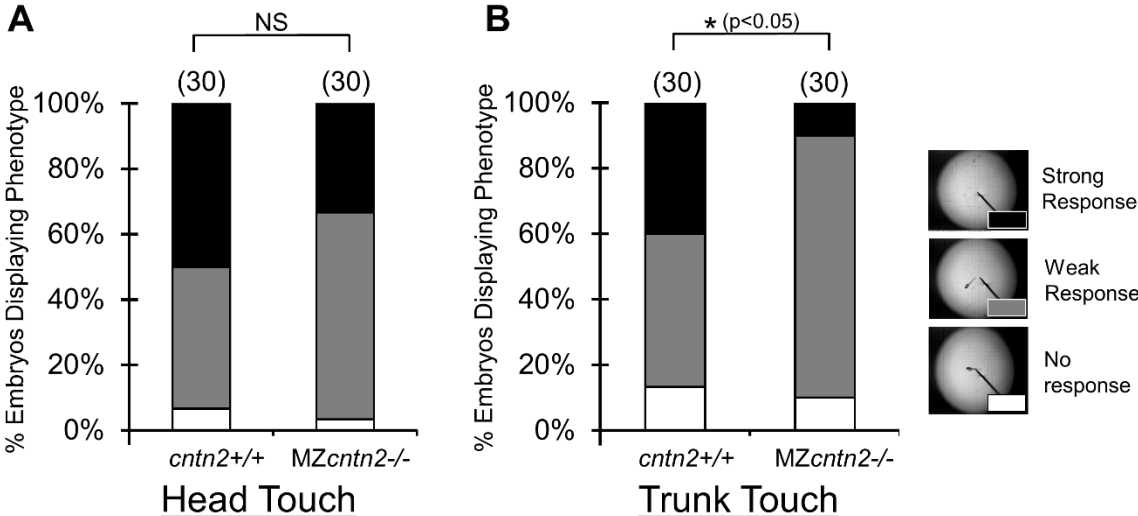 A
NS
(30)
(30)
% Embryos Displaying Phenotype
100%
80%
60%
40%
20%
0%
cntn2+/+
MZcntn2-/-
Head Touch
B
* (p<0.05)
(30)
(30)
% Embryos Displaying Phenotype
100%
80%
60%
40%
20%
0%
cntn2+/+
MZcntn2-/-
Trunk Touch
Strong
Response
Weak
Response
No
response